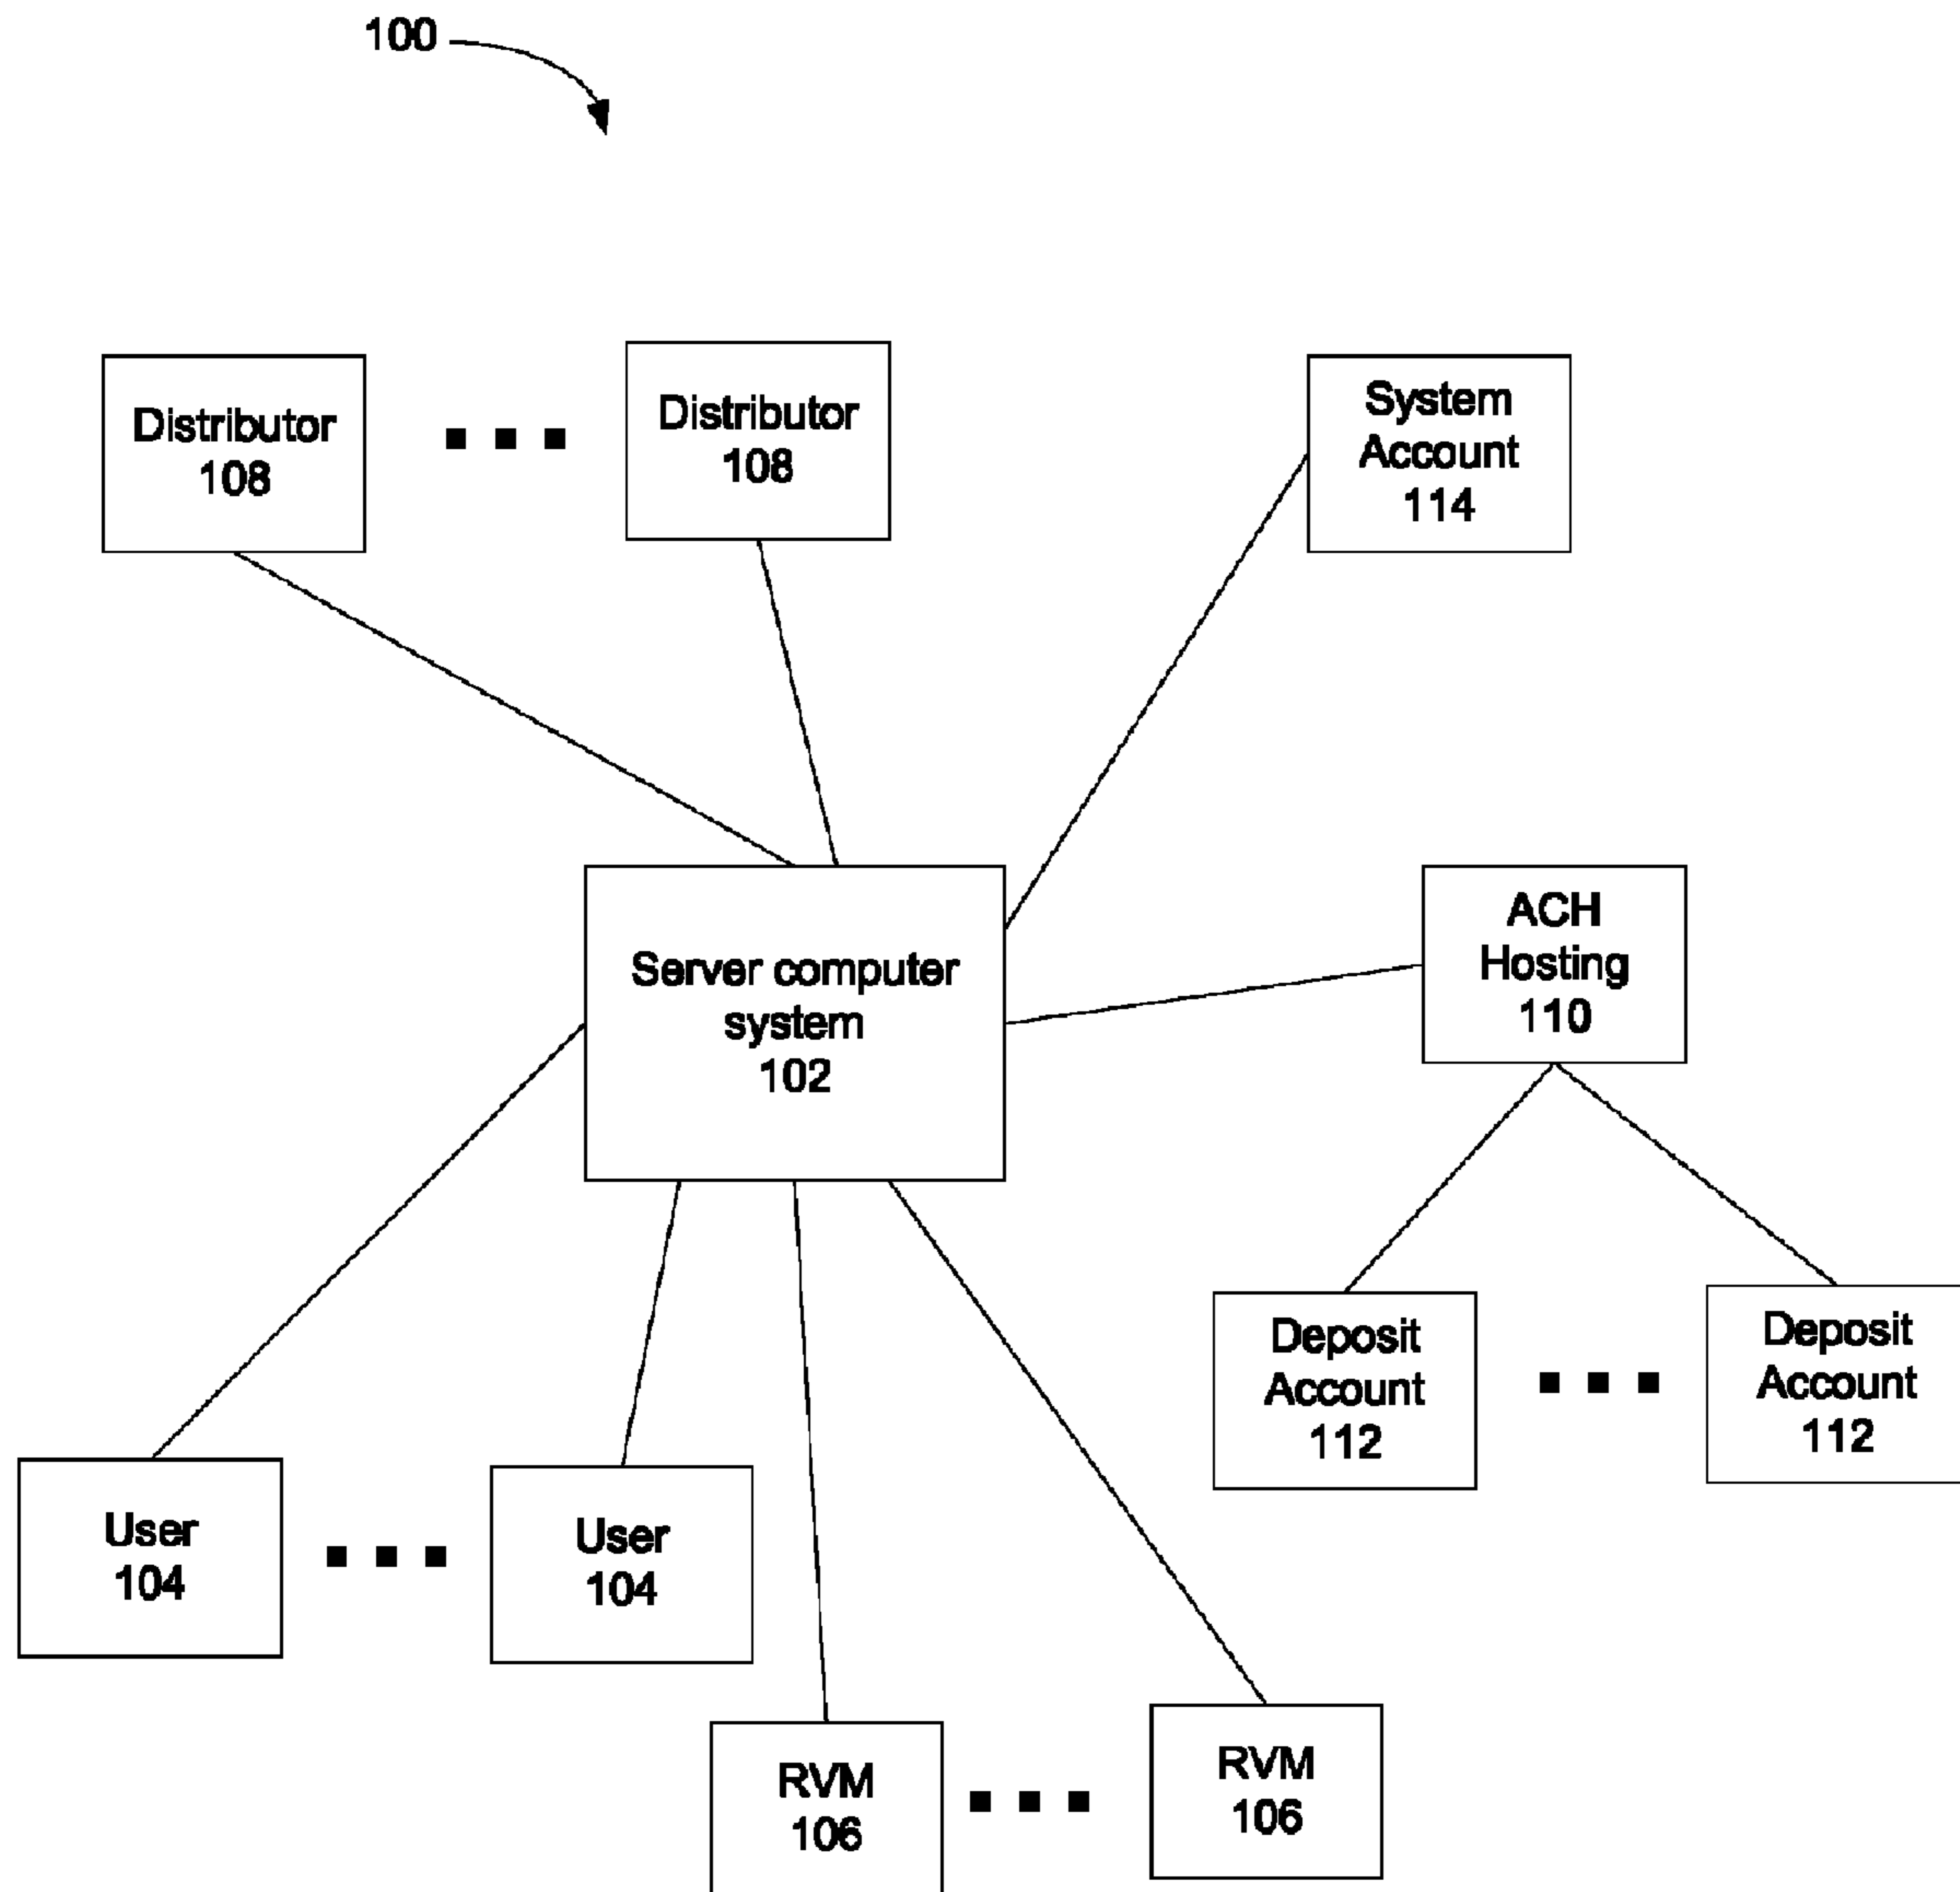 100
Distributor
108
Distributor
108
System
Account
114
Server computer
system
102
ACH
Hosting
110
Deposit
Account
112
Deposit
Account
112
User
104
User
104
RVM
106
RVM
106